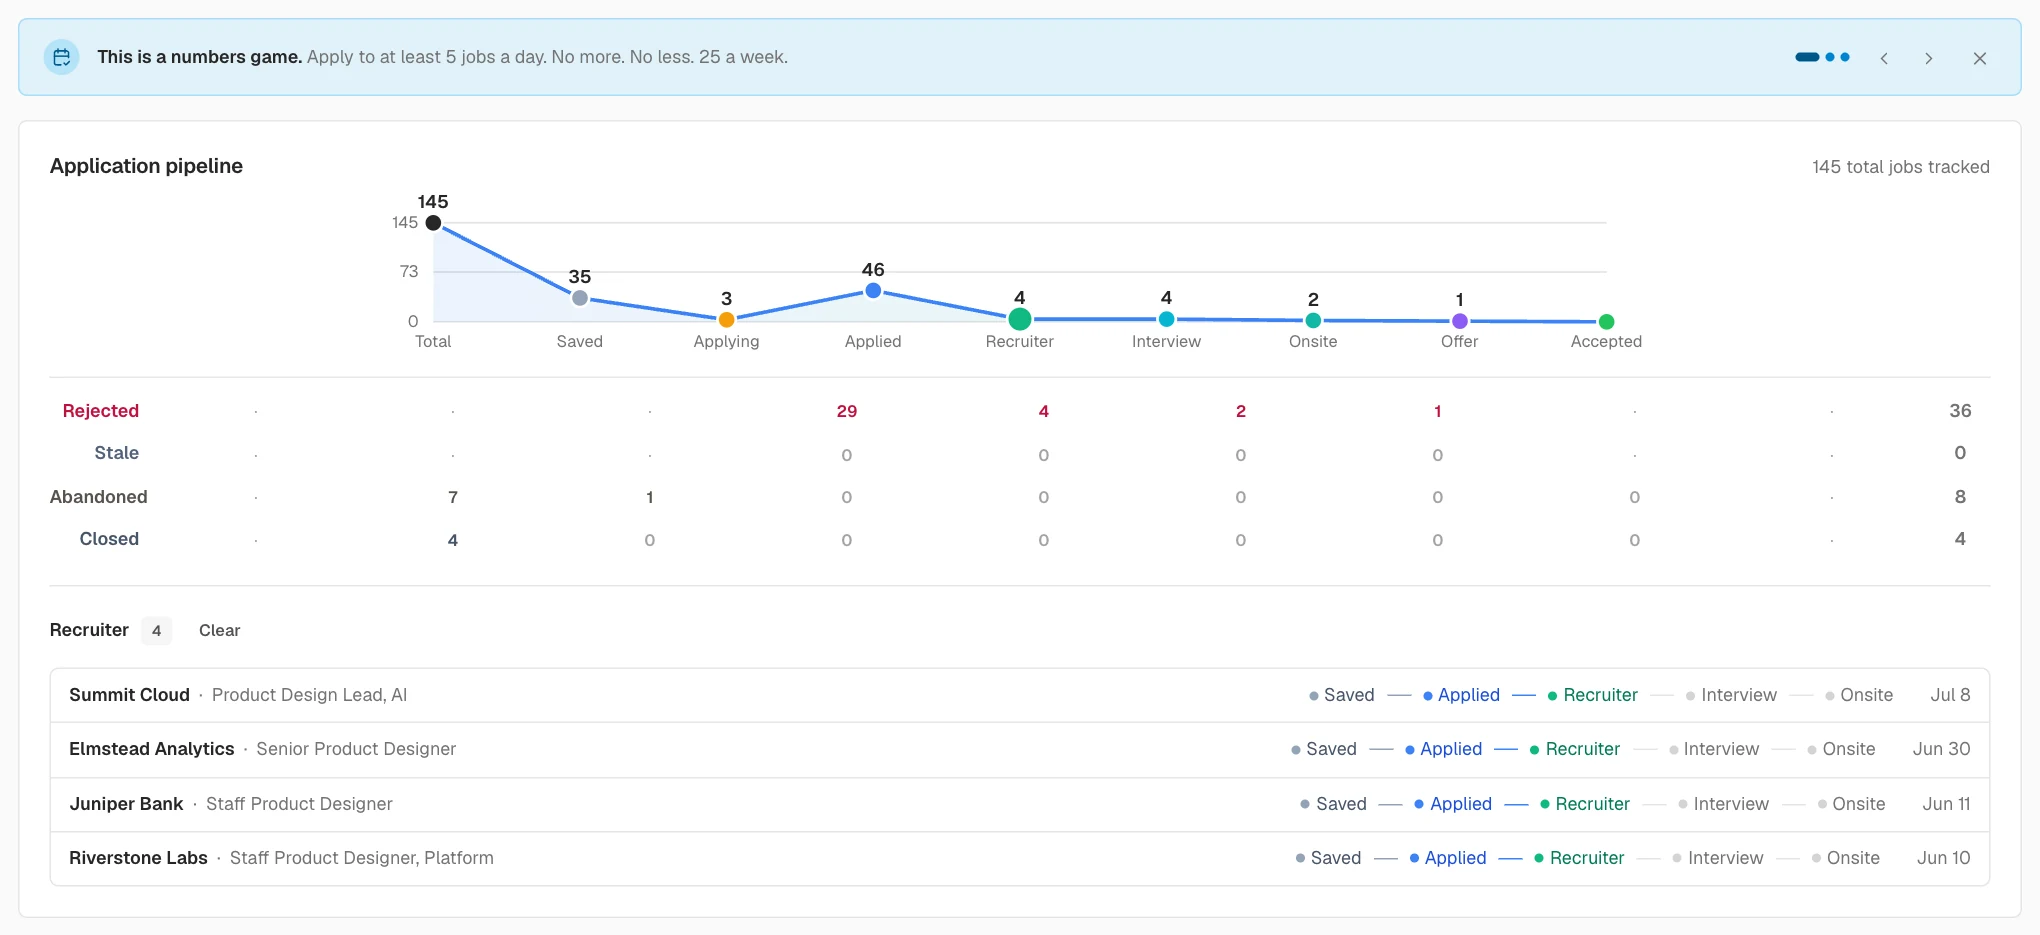 This is a numbers game. Apply to at least 5 jobs a day. No more. No less. 25 a week.
Application pipeline
145 total jobs tracked
145
145
73
0
35
3
46
4
4
2
1
Total Saved Applying Applied Recruiter Interview Onsite Offer Accepted
Rejected · · · 29 4 2 1 · · 36
Stale · · · 0 0 0 0 · · 0
Abandoned · 7 1 0 0 0 0 0 · 8
Closed · 4 0 0 0 0 0 0 · 4
Recruiter 4 Clear
Summit Cloud · Product Design Lead, AI Saved Applied Recruiter Interview Onsite Jul 8
Elmstead Analytics · Senior Product Designer Saved Applied Recruiter Interview Onsite Jun 30
Juniper Bank · Staff Product Designer Saved Applied Recruiter Interview Onsite Jun 11
Riverstone Labs · Staff Product Designer, Platform Saved Applied Recruiter Interview Onsite Jun 10